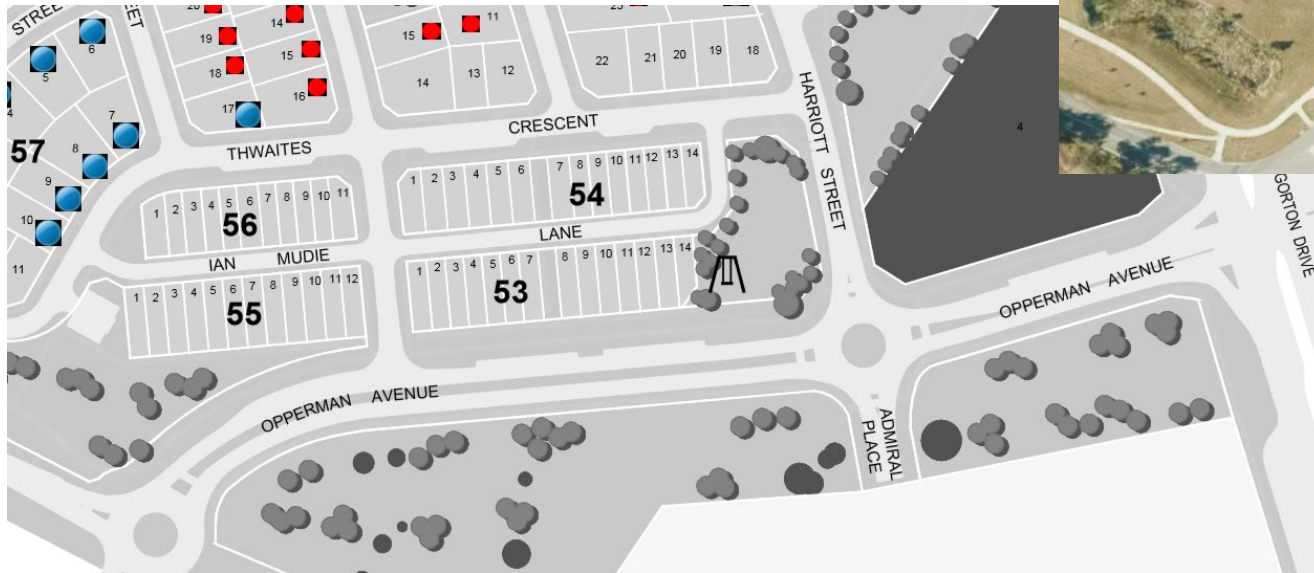 STREE
EET
6
5
4
7
57
8
9
10
11
20
19
18
17
14
15
16
15
11
14
13
12
22
21
20
19
18
4
THWAITES
CRESCENT
HARRIOTT STREET
1 2 3 4 5 6 7 8 9 10 11
56
1 2 3 4 5 6 7 8 9 10 11 12 13 14
54
IAN MUDIE
LANE
1 2 3 4 5 6 7 8 9 10 11 12
55
1 2 3 4 5 6 7 8 9 10 11 12 13 14
53
OPPERMAN AVENUE
OPPERMAN AVENUE
ADMIRAL
PLACE
GORTON DRIVE